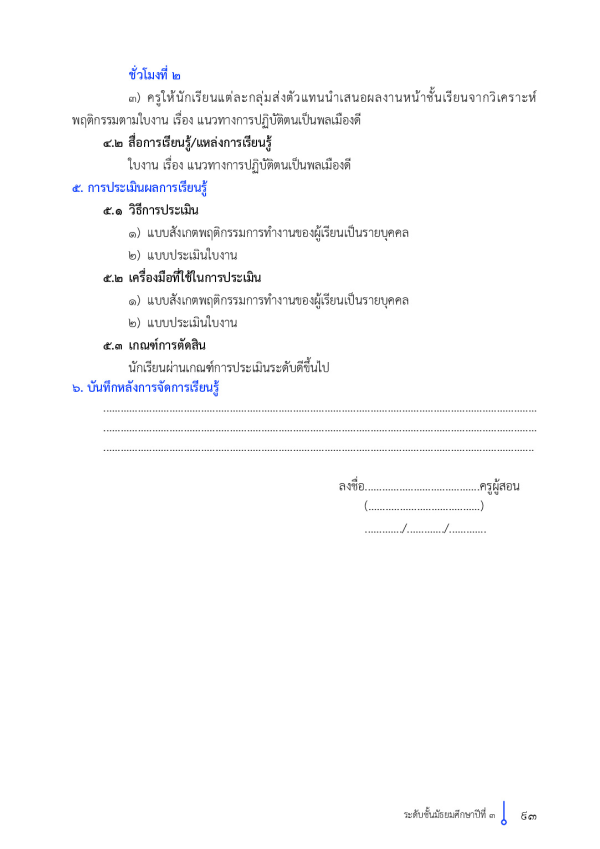 ชั่วโมงที่ ๒
๓) ครูให้นักเรียนแต่ละกลุ่มส่งตัวแทนนำเสนอผลงานหน้าชั้นเรียนจากวิเคราะห์
พฤติกรรมตามใบงาน เรื่อง แนวทางการปฏิบัติตนเป็นพลเมืองดี
๔.๒ สื่อการเรียนรู้/แหล่งการเรียนรู้
ใบงาน เรื่อง แนวทางการปฏิบัติตนเป็นพลเมืองดี
๕. การประเมินผลการเรียนรู้
๕.๑ วิธีการประเมิน
๑) แบบสังเกตพฤติกรรมการทำงานของผู้เรียนเป็นรายบุคคล
๒) แบบประเมินใบงาน
๕.๒ เครื่องมือที่ใช้ในการประเมิน
๑) แบบสังเกตพฤติกรรมการทำงานของผู้เรียนเป็นรายบุคคล
๒) แบบประเมินใบงาน
๕.๓ เกณฑ์การตัดสิน
นักเรียนผ่านเกณฑ์การประเมินระดับดีขึ้นไป
๖. บันทึกหลังการจัดการเรียนรู้
........................................................................................................................................................
........................................................................................................................................................
.......................................................................................................................................................
ลงชื่อ........................................ครูผู้สอน
(.......................................)
............./............./.............
ระดับชั้นมัธยมศึกษาปีที่ ๓ ๙๓